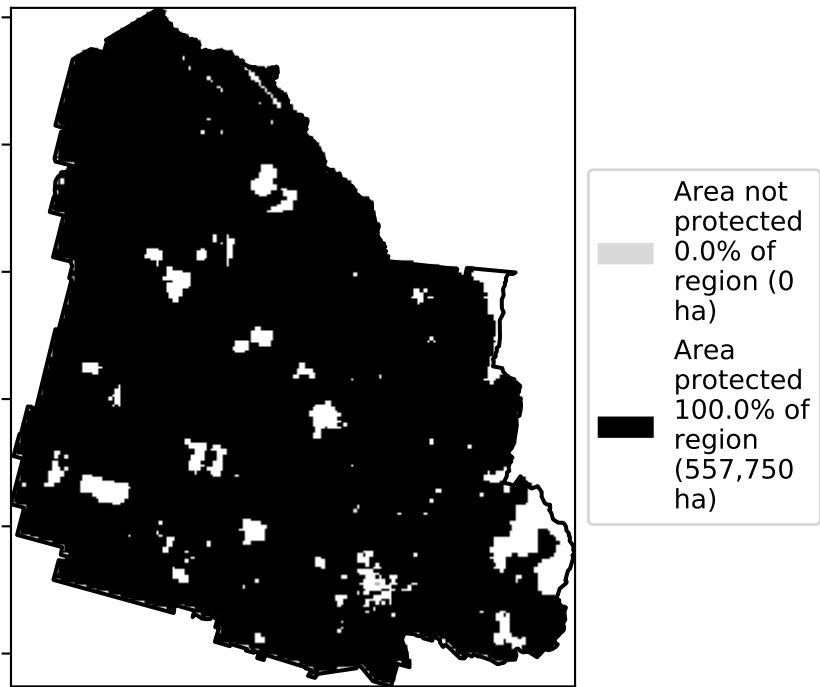 Area not
protected
0.0% of
region (0
ha)
Area
protected
100.0% of
region
(557,750
ha)